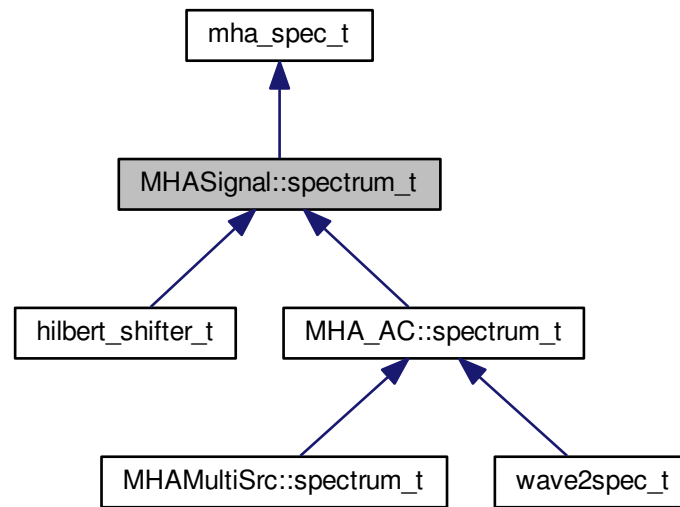 mha_spec_t
MHASignal::spectrum_t
hilbert_shifter_t
MHA_AC::spectrum_t
MHAMultiSrc::spectrum_t
wave2spec_t